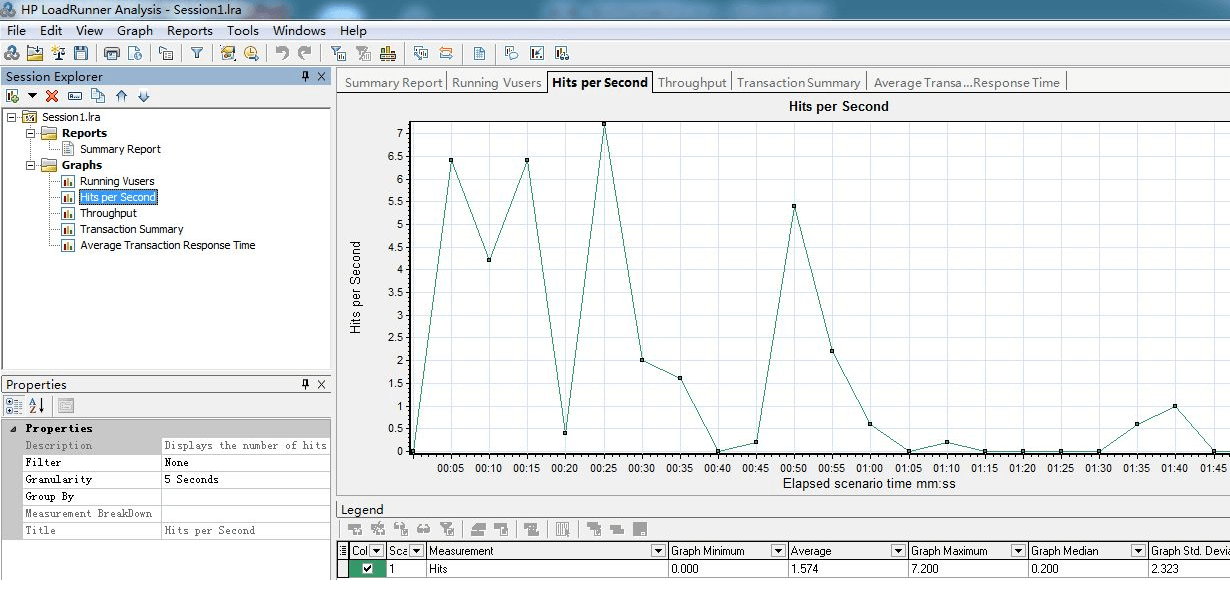 HP LoadRunner Analysis - Session1.lra
File Edit View Graph Reports Tools Windows Help
Session Explorer
Session1.lra
Reports
Summary Report
Graphs
Running Vusers
Hits per Second
Throughput
Transaction Summary
Average Transaction Response Time
Properties
Properties
Description Displays the number of hits
Filter None
Granularity 5 Seconds
Group By
Measurement BreakDown
Title Hits per Second
Summary Report Running Vusers Hits per Second Throughput Transaction Summary Average Transa...Response Time
Hits per Second
Hits per Second
7
6.5
6
5.5
5
4.5
4
3.5
3
2.5
2
1.5
1
0.5
0
00:05 00:10 00:15 00:20 00:25 00:30 00:35 00:40 00:45 00:50 00:55 01:00 01:05 01:10 01:15 01:20 01:25 01:30 01:35 01:40 01:45
Elapsed scenario time mm:ss
Legend
Col Sca Measurement Graph Minimum Average Graph Maximum Graph Median Graph Std. Devi
1 Hits 0.000 1.574 7.200 0.200 2.323